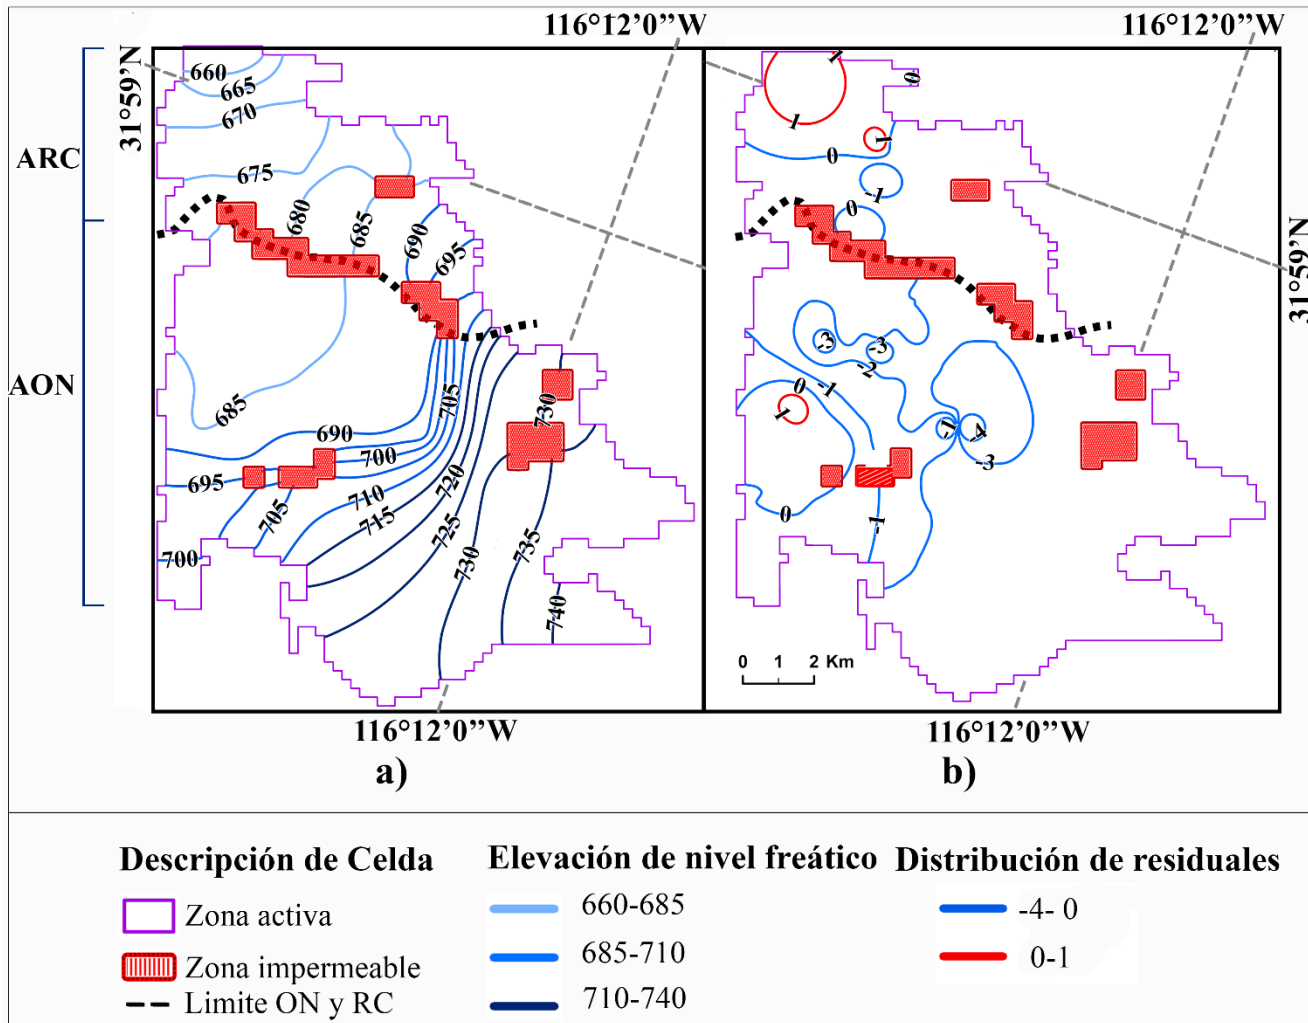 116°12’0’’W
116°12’0’’W
31°59’N
ARC
AON
660
665
670
675
680
685
690
695
685
690
695
700
705
700
705
710
715
720
725
730
730
735
740
1
1
0
1
0
-1
0
-3
-3
-2
-1
0
1
-1
-4
-3
0
-1
31°59’N
0 1 2 Km
116°12’0’’W
116°12’0’’W
a)
b)
Descripción de Celda
Zona activa
Zona impermeable
Limite ON y RC
Elevación de nivel freático
660-685
685-710
710-740
Distribución de residuales
-4- 0
0-1